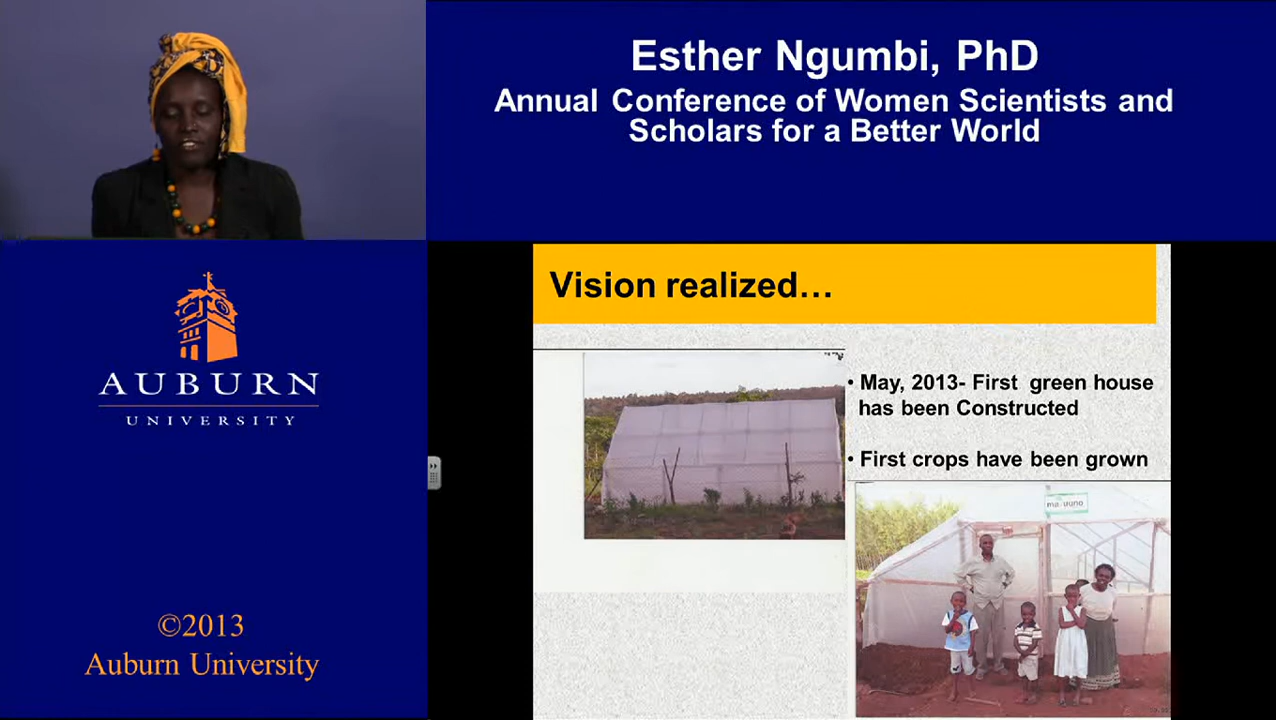 Esther Ngumbi, PhD
Annual Conference of Women Scientists and
Scholars for a Better World
AUBURN
UNIVERSITY
©2013
Auburn University
Vision realized…
• May, 2013- First green house
has been Constructed
• First crops have been grown